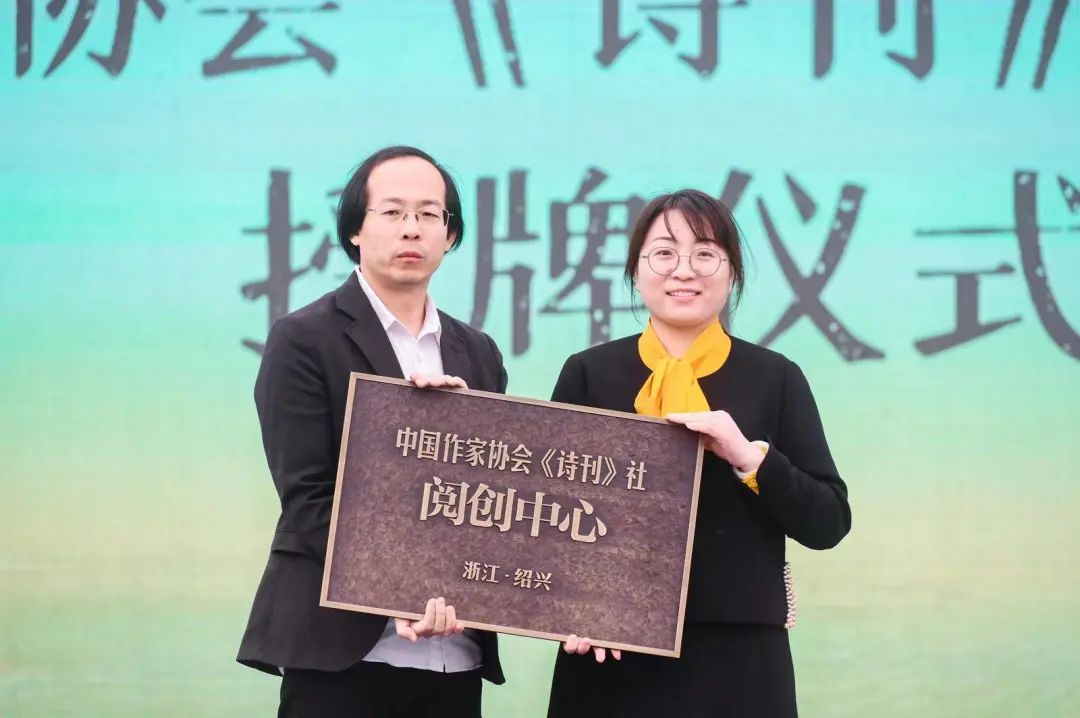 协会《诗刊》
授牌仪式
中国作家协会《诗刊》社
阅创中心
浙江·绍兴